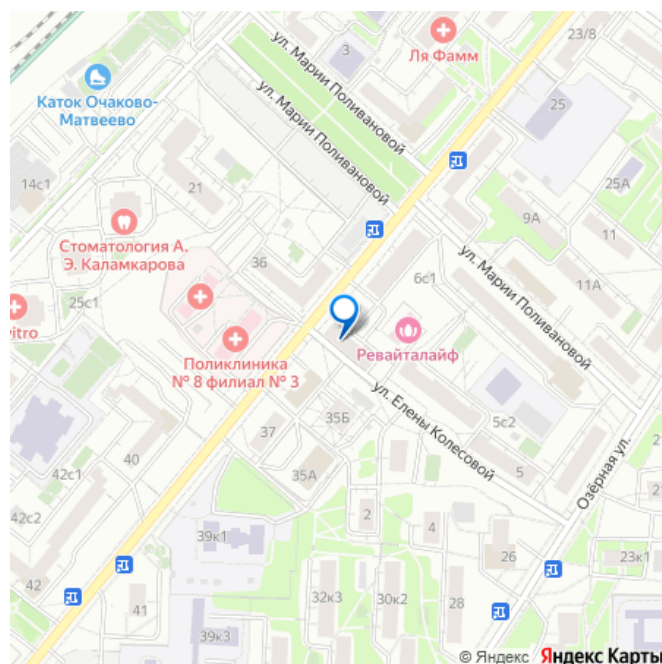 ул. Марии Поливановой
3
Ля Фамм
23/8
Каток Очаково-
Матвеево
25
ул. Марии Поливановой
14с1
21
25А
9А
11
Стоматология А.
Э. Каламкарова
36
6с1
ул. Марии Поливановой
11А
25с1
vitro
Ревайталайф
Поликлиника
№ 8 филиал № 3
ул. Елены Колесовой
35Б
5с2
37
Озёрная ул.
40
35А
5
42с1
42с2
2
4
39к1
26
23к1
42
41
32к3
30к2
28
39к3
© Яндекс Яндекс Карты